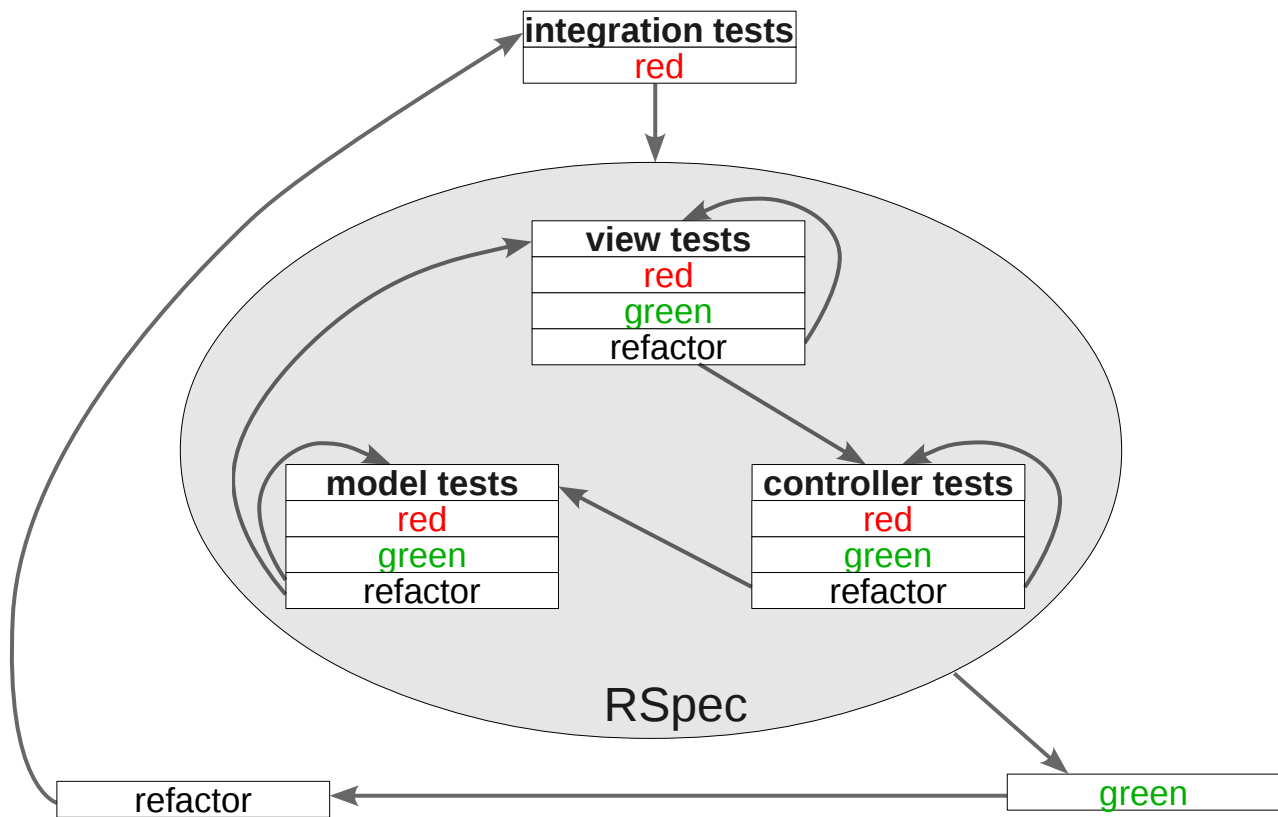 integration tests
red
view tests
red
green
refactor
model tests
red
green
refactor
controller tests
red
green
refactor
RSpec
green
refactor